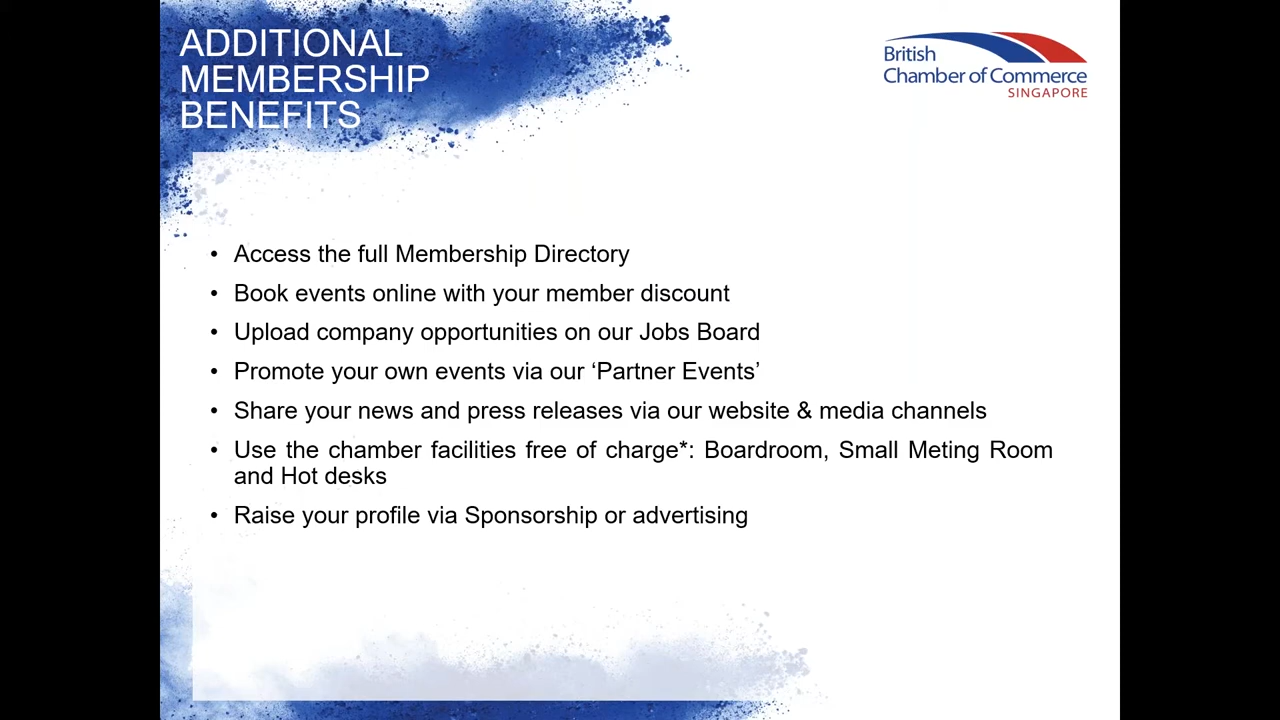 ADDITIONAL
MEMBERSHIP
BENEFITS
British
Chamber of Commerce
SINGAPORE
• Access the full Membership Directory
• Book events online with your member discount
• Upload company opportunities on our Jobs Board
• Promote your own events via our ‘Partner Events’
• Share your news and press releases via our website & media channels
• Use the chamber facilities free of charge*: Boardroom, Small Meting Room
and Hot desks
• Raise your profile via Sponsorship or advertising